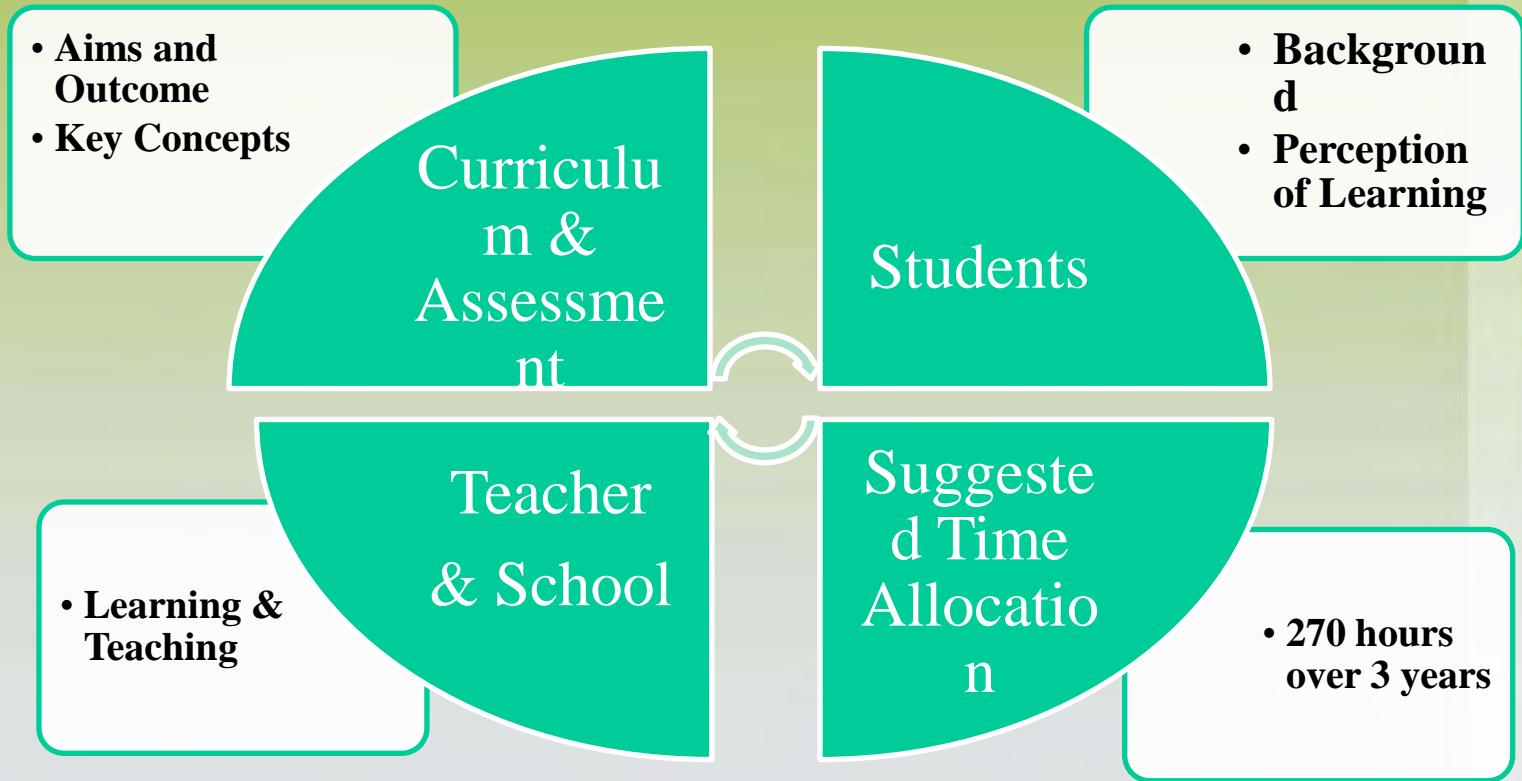 • Aims and
Outcome
• Key Concepts
Curriculu
m &
Assessme
nt
Students
• Backgroun
d
• Perception
of Learning
Teacher
& School
• Learning &
Teaching
Suggeste
d Time
Allocatio
n
• 270 hours
over 3 years